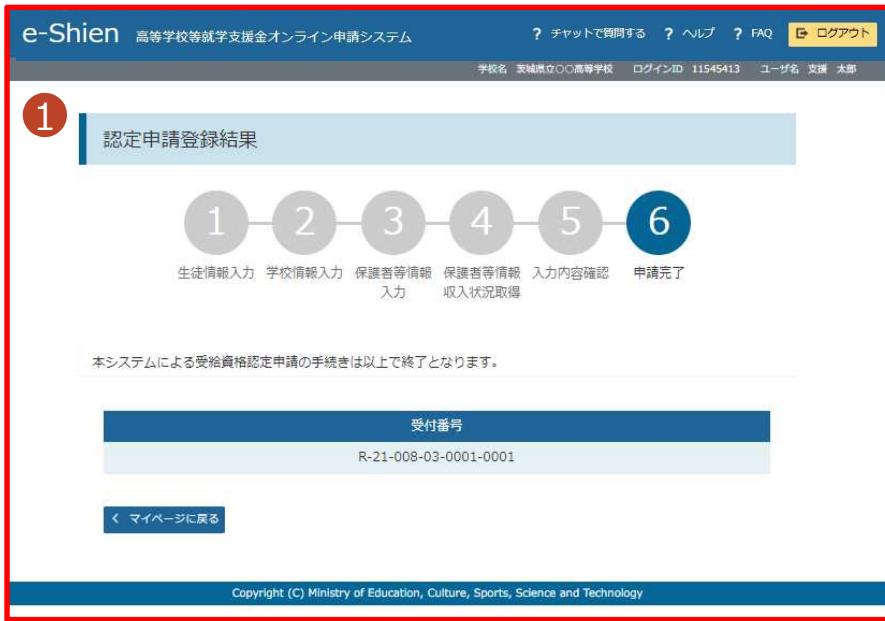 e-Shien 高等学校等就学支援金オンライン申請システム ? チャットで質問する ? ヘルプ ? FAQ ログアウト
学校名 茨城県立〇〇高等学校 ログインID 11545413 ユーザ名 支援 太郎
1
認定申請登録結果
1 2 3 4 5 6
生徒情報入力 学校情報入力 保護者等情報入力 保護者等情報収入状況取得 入力内容確認 申請完了
本システムによる受給資格認定申請の手続きは以上で終了となります。
受付番号
R-21-008-03-0001-0001
マイページに戻る
Copyright (C) Ministry of Education, Culture, Sports, Science and Technology